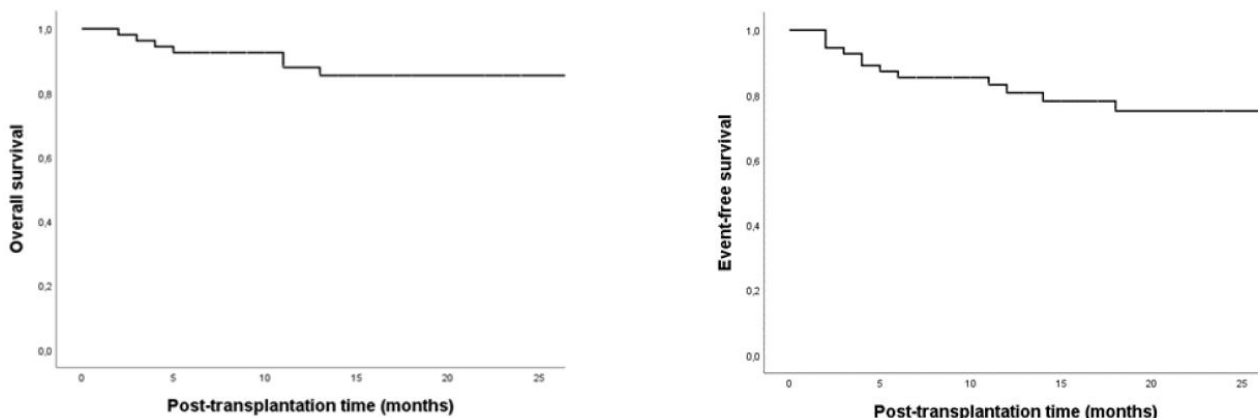 1,0
0,8
0,6
0,4
0,2
0,0
Overall survival
0 5 10 15 20 25
Post-transplantation time (months)
1,0
0,8
0,6
0,4
0,2
0,0
Event-free survival
0 5 10 15 20 25
Post-transplantation time (months)